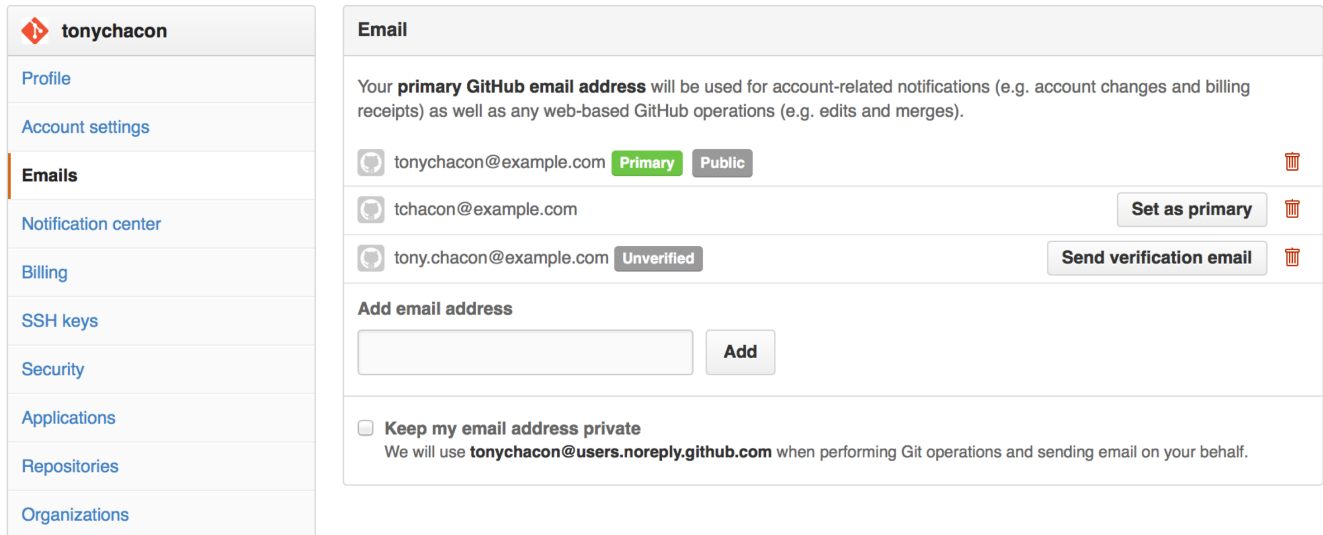 tonychacon
Profile
Account settings
Emails
Notification center
Billing
SSH keys
Security
Applications
Repositories
Organizations
Email
Your primary GitHub email address will be used for account-related notifications (e.g. account changes and billing
receipts) as well as any web-based GitHub operations (e.g. edits and merges).
tonychacon@example.com Primary Public
tchacon@example.com Set as primary
tony.chacon@example.com Unverified Send verification email
Add email address
Add
Keep my email address private
We will use tonychacon@users.noreply.github.com when performing Git operations and sending email on your behalf.